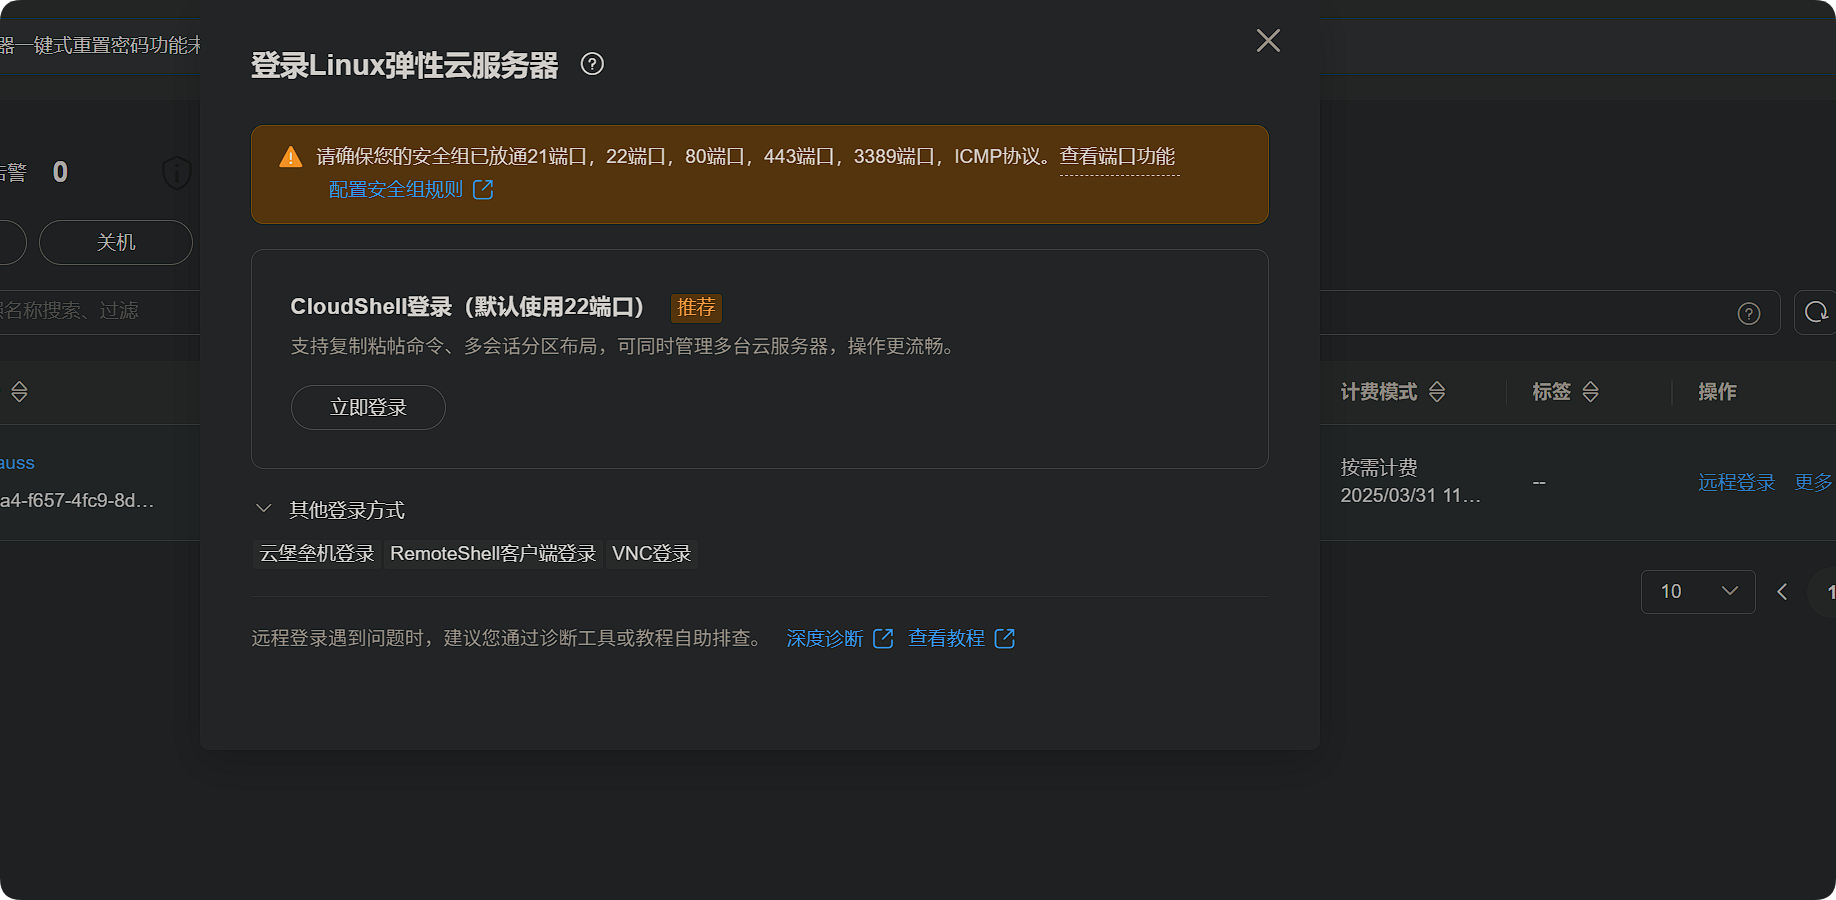 器一键式重置密码功能未
登录Linux弹性云服务器
请确保您的安全组已放通21端口，22端口，80端口，443端口，3389端口，ICMP协议。查看端口功能
配置安全组规则
告警 0
关机
CloudShell登录（默认使用22端口） 推荐
名称搜索、过滤
支持复制粘帖命令、多会话分区布局，可同时管理多台云服务器，操作更流畅。
计费模式 标签 操作
立即登录
auss
a4-f657-4fc9-8d...
按需计费
2025/03/31 11...
--
远程登录 更多
其他登录方式
云堡垒机登录 RemoteShell客户端登录 VNC登录
10
1
远程登录遇到问题时，建议您通过诊断工具或教程自助排查。 深度诊断 查看教程